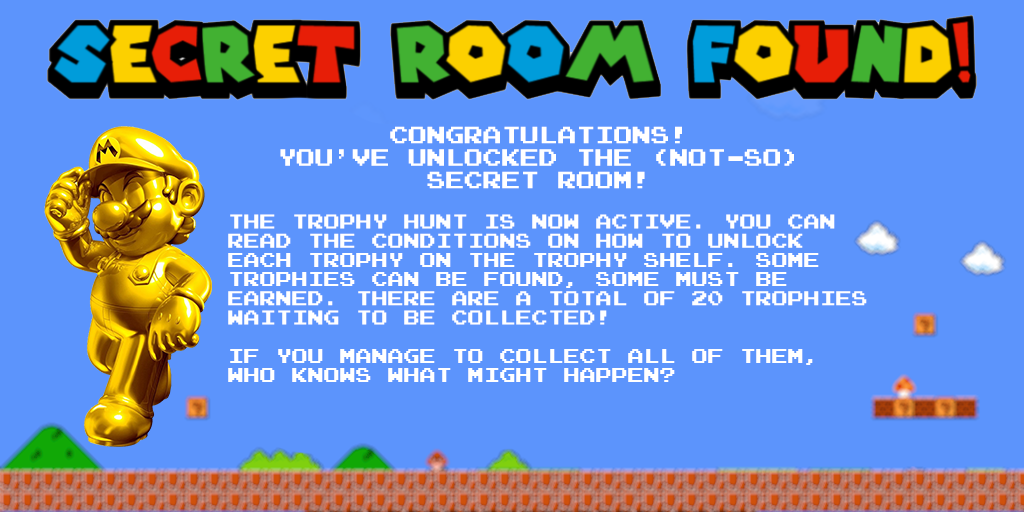 SECRET ROOM FOUND!
CONGRATULATIONS!
YOU'VE UNLOCKED THE (NOT-SO)
SECRET ROOM!
THE TROPHY HUNT IS NOW ACTIVE. YOU CAN
READ THE CONDITIONS ON HOW TO UNLOCK
EACH TROPHY ON THE TROPHY SHELF. SOME
TROPHIES CAN BE FOUND, SOME MUST BE
EARNED. THERE ARE A TOTAL OF 20 TROPHIES
WAITING TO BE COLLECTED!
IF YOU MANAGE TO COLLECT ALL OF THEM,
WHO KNOWS WHAT MIGHT HAPPEN?
M
?
?
? ?